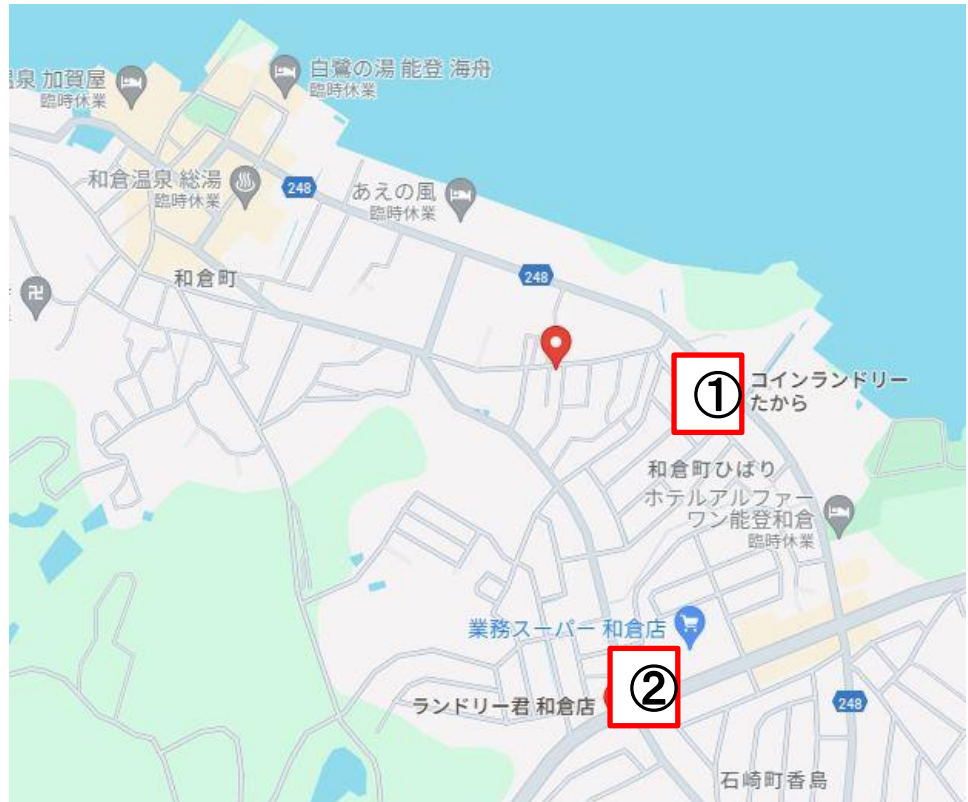 白鷺の湯 能登 海舟
臨時休業
泉 加賀屋
臨時休業
和倉温泉 総湯
臨時休業
248
あえの風
臨時休業
和倉町
卍
248
①
コインランドリー
たから
和倉町ひばり
ホテルアルファー
ワン能登和倉
臨時休業
業務スーパー 和倉店
②
ランドリー君 和倉店
248
石崎町香島